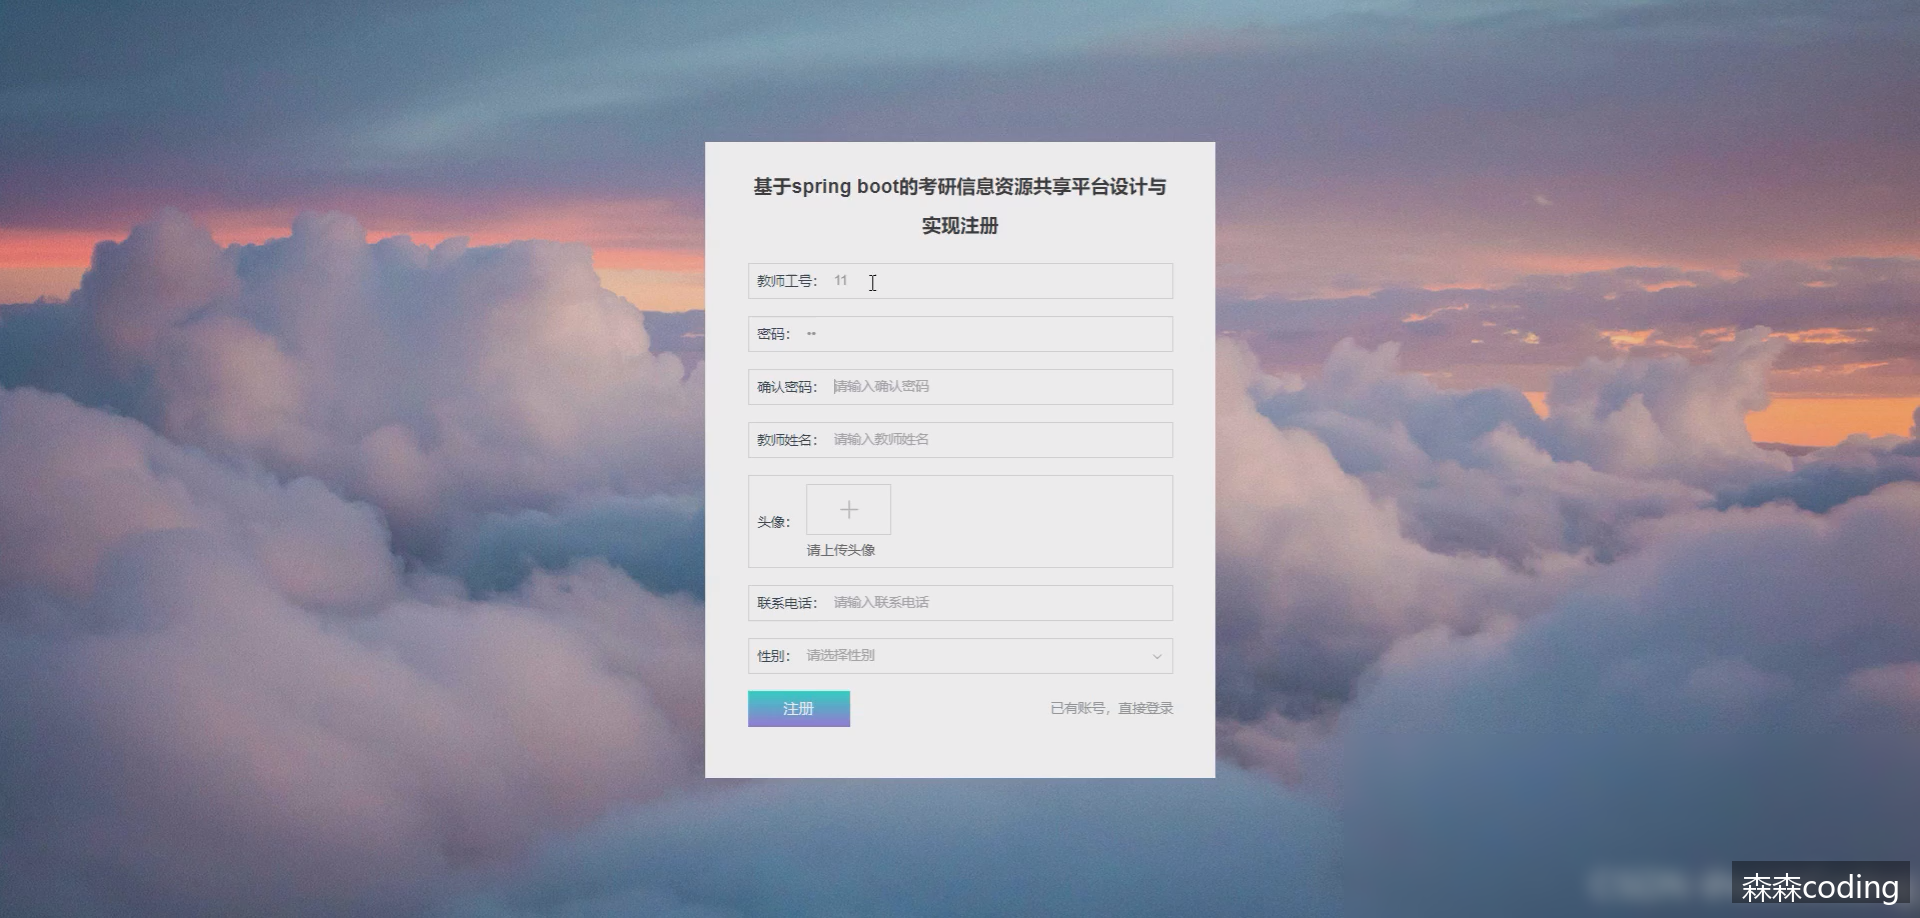 基于spring boot的考研信息资源共享平台设计与
实现注册
教师工号： 11
密码： ••
确认密码： 请输入确认密码
教师姓名： 请输入教师姓名
头像：
请上传头像
联系电话： 请输入联系电话
性别： 请选择性别
注册 已有账号，直接登录
森森coding